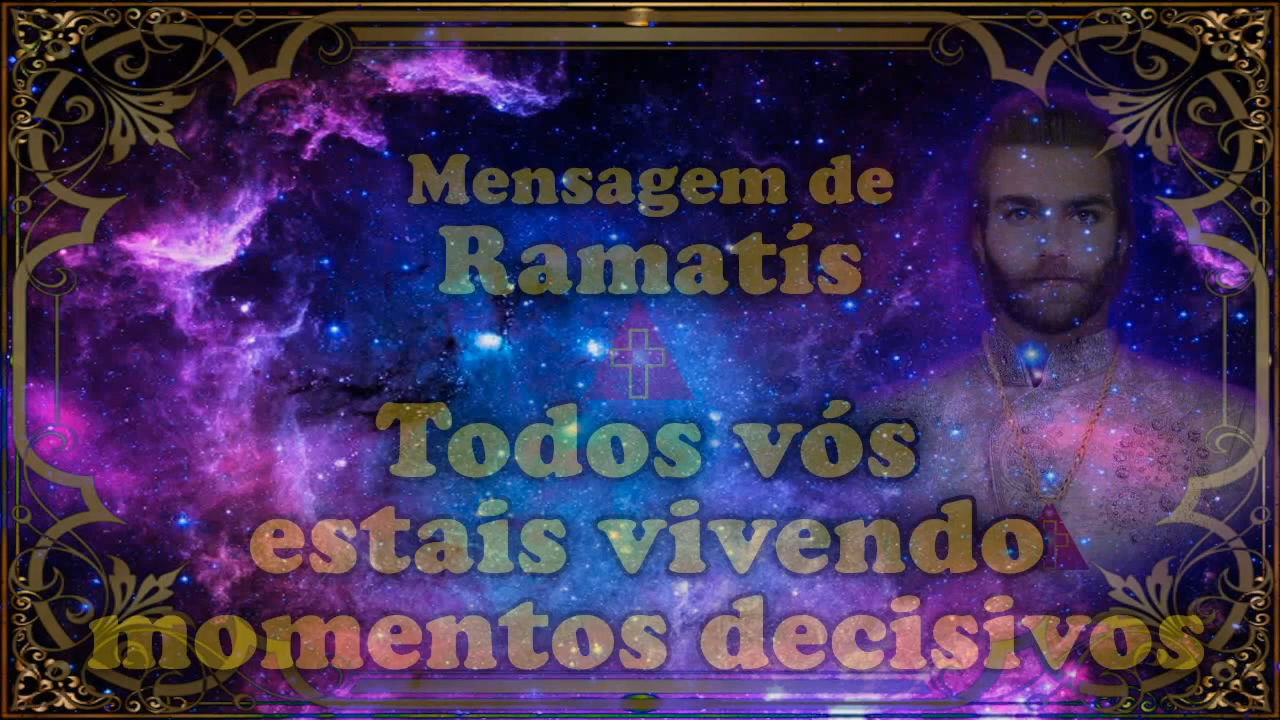 Mensagem de
Ramatís
Todos vós
estais vivendo
momentos decisivos